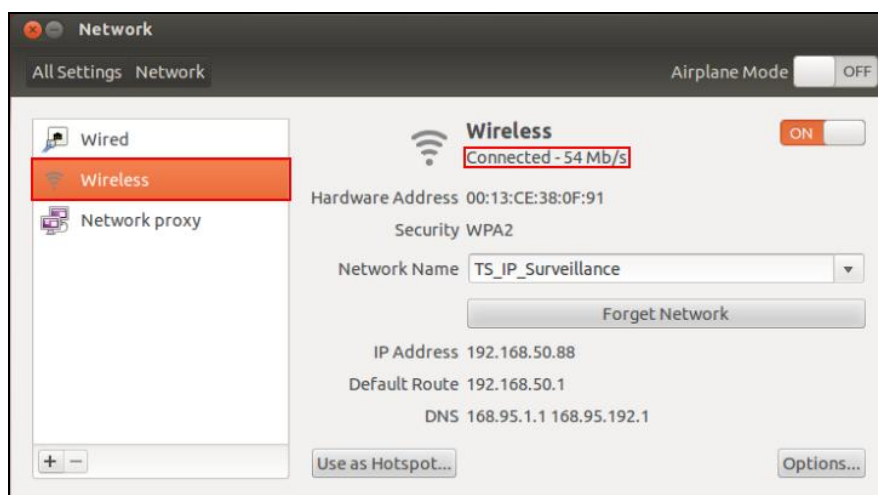 Network
All Settings Network
Airplane Mode OFF
Wired
Wireless
Network proxy
+ −
Wireless
ON
Connected - 54 Mb/s
Hardware Address 00:13:CE:38:0F:91
Security WPA2
Network Name TS_IP_Surveillance
Forget Network
IP Address 192.168.50.88
Default Route 192.168.50.1
DNS 168.95.1.1 168.95.192.1
Use as Hotspot...
Options...